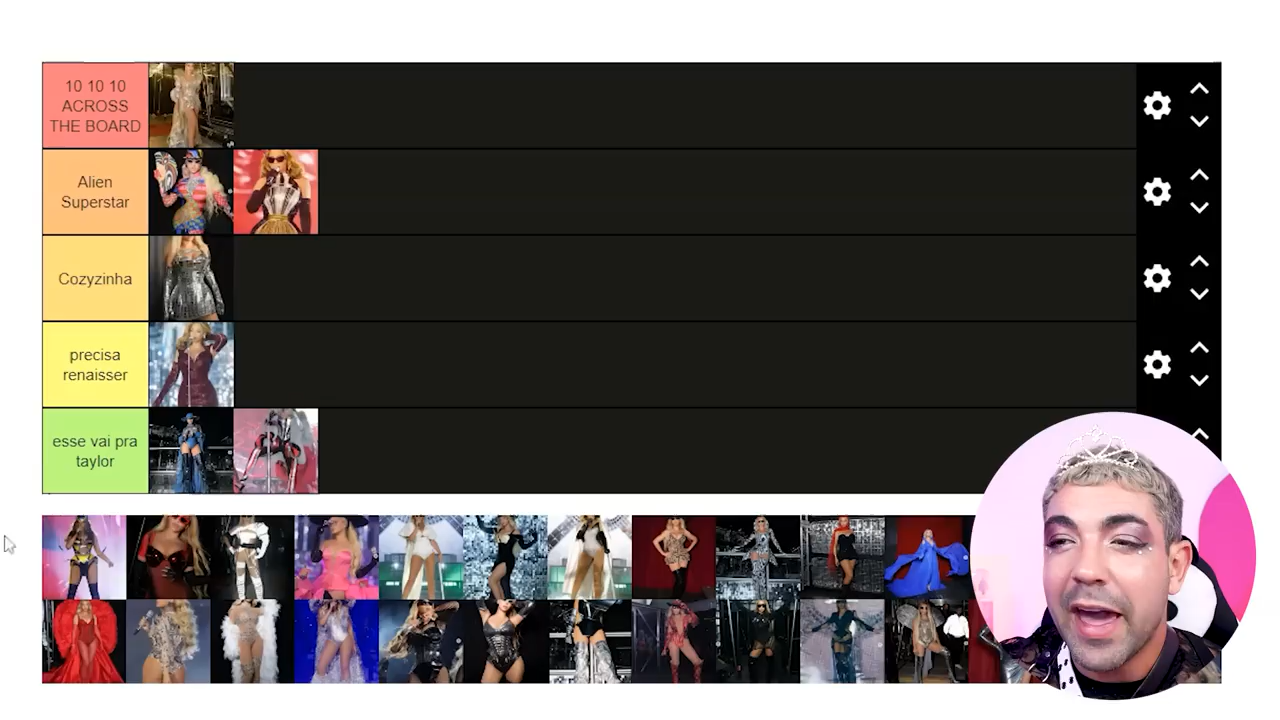 10 10 10
ACROSS
THE BOARD
Alien
Superstar
Cozyzinha
precisa
renaisser
esse vai pra
taylor